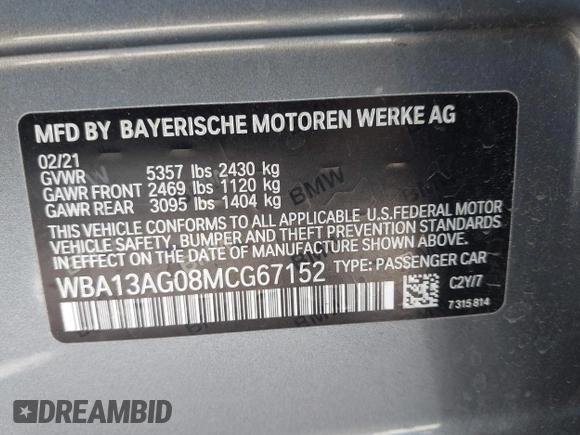 MFD BY BAYERISCHE MOTOREN WERKE AG
02/21
GVWR 5357 lbs 2430 kg
GAWR FRONT 2469 lbs 1120 kg
GAWR REAR 3095 lbs 1404 kg
THIS VEHICLE CONFORMS TO ALL APPLICABLE U.S.FEDERAL MOTOR
VEHICLE SAFETY, BUMPER AND THEFT PREVENTION STANDARDS
IN EFFECT ON THE DATE OF MANUFACTURE SHOWN ABOVE.
WBA13AG08MCG67152 TYPE: PASSENGER CAR
C2Y/7
7 315 814
BMW
DREAMBID